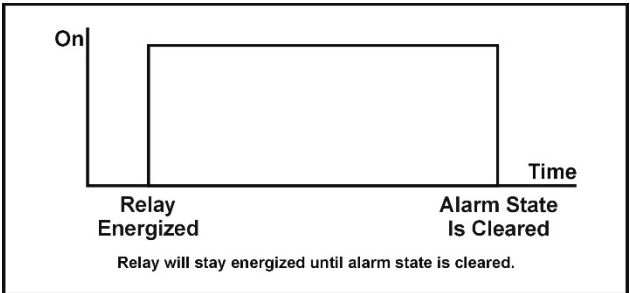 On
Time
Relay
Energized
Alarm State
Is Cleared
Relay will stay energized until alarm state is cleared.